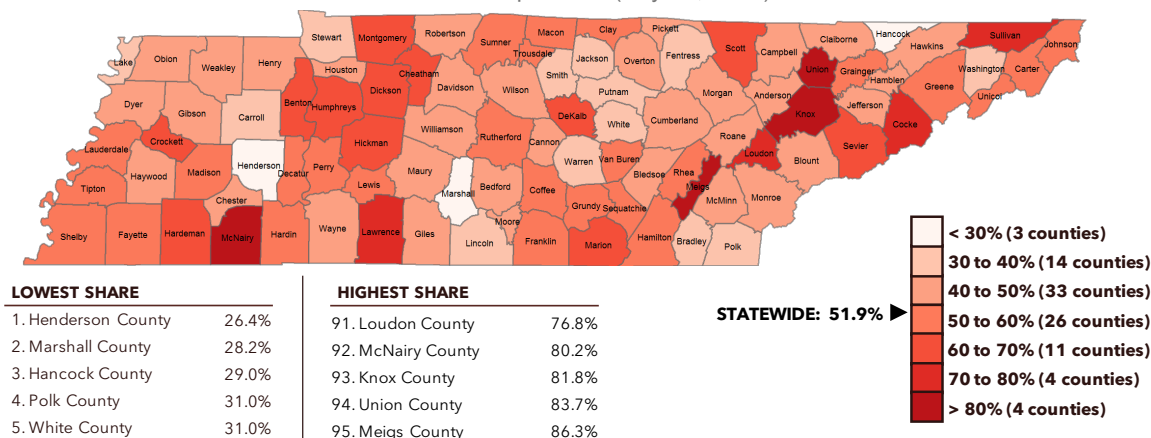 Stewart
Montgomery
Robertson
Sumner
Macon
Trousdale
Clay
Pickett
Fentress
Scott
Campbell
Claiborne
Hancock
Hawkins
Sullivan
Johnson
Lake
Obion
Weakley
Henry
Houston
Cheatham
Dickson
Davidson
Wilson
Smith
Jackson
Overton
Putnam
Morgan
Anderson
Union
Grainger
Hamblen
Washington
Carter
Unicoi
Greene
Dyer
Gibson
Carroll
Benton
Humphreys
Williamson
Rutherford
Cannon
DeKalb
White
Cumberland
Roane
Knox
Jefferson
Cocke
Sevier
Lauderdale
Crockett
Haywood
Madison
Henderson
Decatur
Perry
Hickman
Lewis
Maury
Marshall
Bedford
Coffee
Warren
Van Buren
Bledsoe
Rhea
Meigs
Loudon
Blount
Monroe
McMinn
Tipton
Chester
Shelby
Fayette
Hardeman
McNairy
Hardin
Wayne
Lawrence
Giles
Lincoln
Moore
Franklin
Grundy
Sequatchie
Marion
Hamilton
Bradley
Polk
LOWEST SHARE
1. Henderson County 26.4%
2. Marshall County 28.2%
3. Hancock County 29.0%
4. Polk County 31.0%
5. White County 31.0%
HIGHEST SHARE
91. Loudon County 76.8%
92. McNairy County 80.2%
93. Knox County 81.8%
94. Union County 83.7%
95. Meigs County 86.3%
STATEWIDE: 51.9%
< 30% (3 counties)
30 to 40% (14 counties)
40 to 50% (33 counties)
50 to 60% (26 counties)
60 to 70% (11 counties)
70 to 80% (4 counties)
> 80% (4 counties)